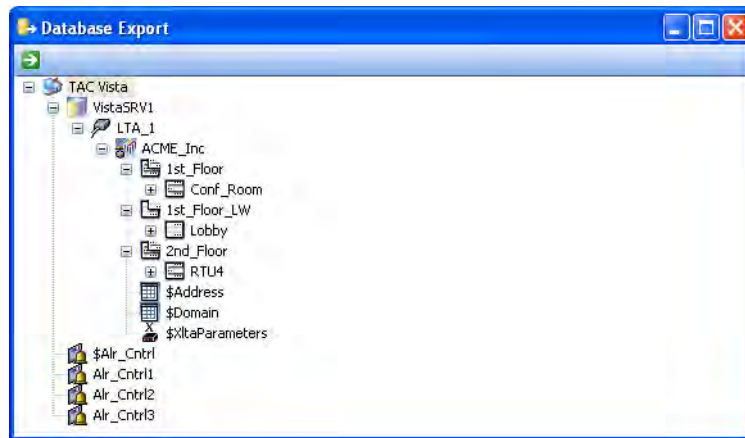 Database Export
TAC Vista
VistaSRV1
LTA_1
ACME_Inc
1st_Floor
Conf_Room
1st_Floor_LW
Lobby
2nd_Floor
RTU4
$Address
$Domain
$XltaParameters
$Alr_Cntrl
Alr_Cntrl1
Alr_Cntrl2
Alr_Cntrl3